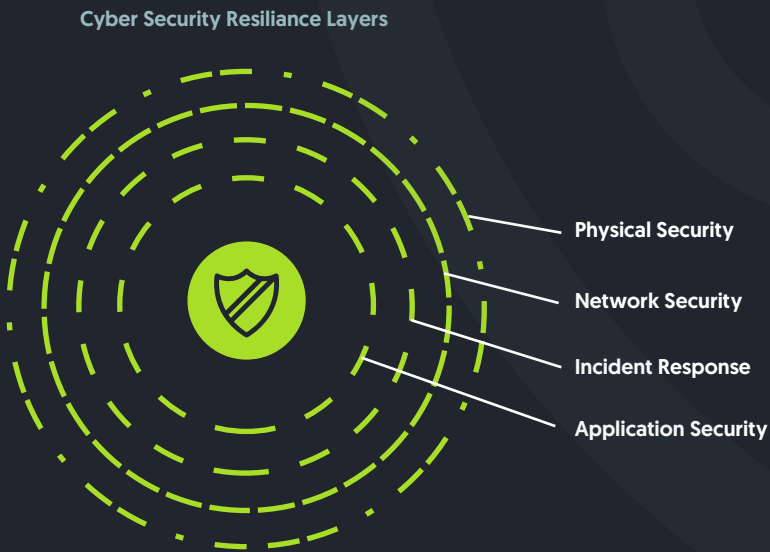 Cyber Security Resiliance Layers
Physical Security
Network Security
Incident Response
Application Security